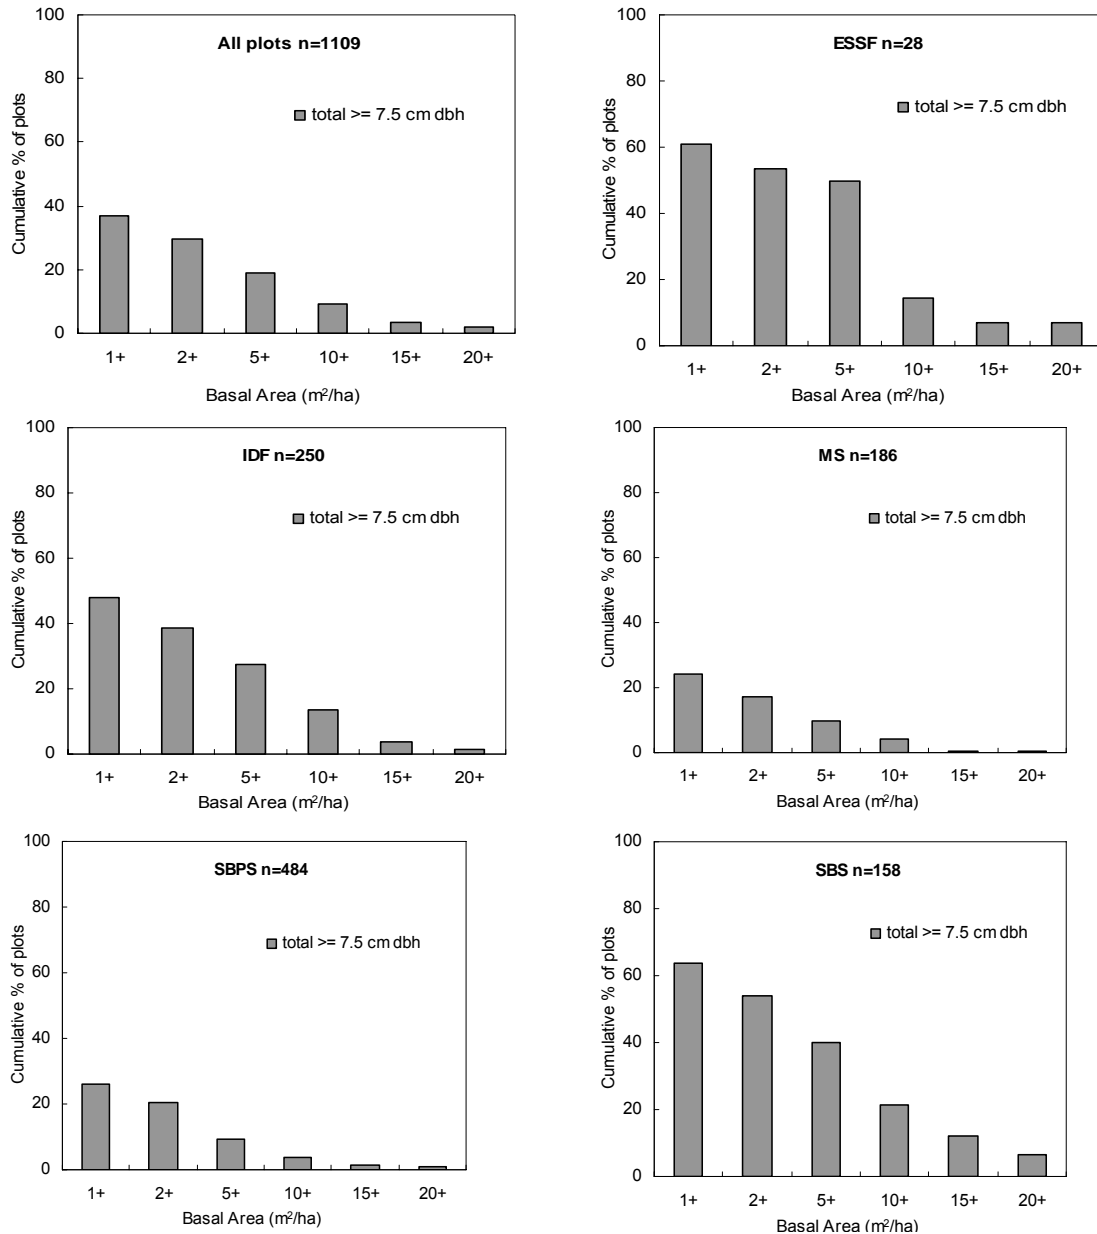 All plots n=1109
total >= 7.5 cm dbh
Cumulative % of plots
100
80
60
40
20
0
1+ 2+ 5+ 10+ 15+ 20+
Basal Area (m²/ha)
ESSF n=28
total >= 7.5 cm dbh
Cumulative % of plots
100
80
60
40
20
0
1+ 2+ 5+ 10+ 15+ 20+
Basal Area (m²/ha)
IDF n=250
total >= 7.5 cm dbh
Cumulative % of plots
100
80
60
40
20
0
1+ 2+ 5+ 10+ 15+ 20+
Basal Area (m²/ha)
MS n=186
total >= 7.5 cm dbh
Cumulative % of plots
100
80
60
40
20
0
1+ 2+ 5+ 10+ 15+ 20+
Basal Area (m²/ha)
SBPS n=484
total >= 7.5 cm dbh
Cumulative % of plots
100
80
60
40
20
0
1+ 2+ 5+ 10+ 15+ 20+
Basal Area (m²/ha)
SBS n=158
total >= 7.5 cm dbh
Cumulative % of plots
100
80
60
40
20
0
1+ 2+ 5+ 10+ 15+ 20+
Basal Area (m²/ha)